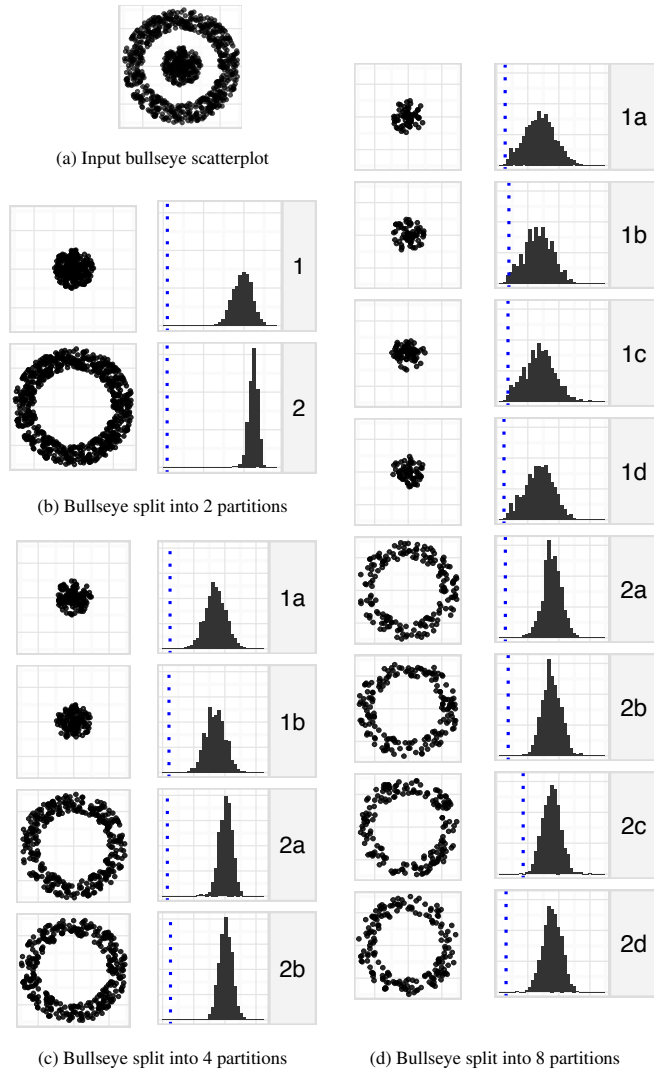 (a) Input bullseye scatterplot
1
2
(b) Bullseye split into 2 partitions
1a
1b
2a
2b
(c) Bullseye split into 4 partitions
1a
1b
1c
1d
2a
2b
2c
2d
(d) Bullseye split into 8 partitions